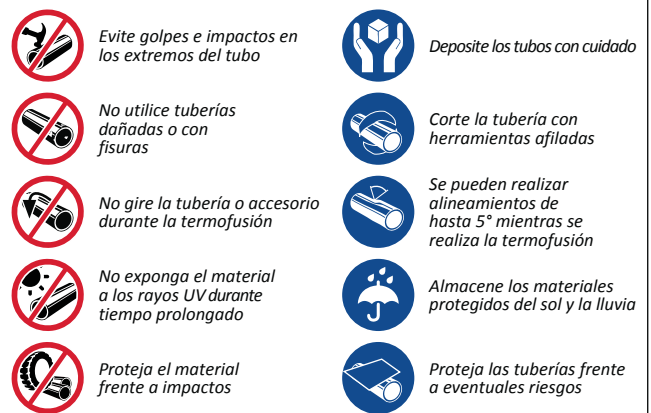 Evite golpes e impactos en
los extremos del tubo
No utilice tuberías
dañadas o con
fisuras
No gire la tubería o accesorio
durante la termofusión
No exponga el material
a los rayos UV durante
tiempo prolongado
Proteja el material
frente a impactos
Deposite los tubos con cuidado
Corte la tubería con
herramientas afiladas
Se pueden realizar
alineamientos de
hasta 5° mientras se
realiza la termofusión
Almacene los materiales
protegidos del sol y la lluvia
Proteja las tuberías frente
a eventuales riesgos